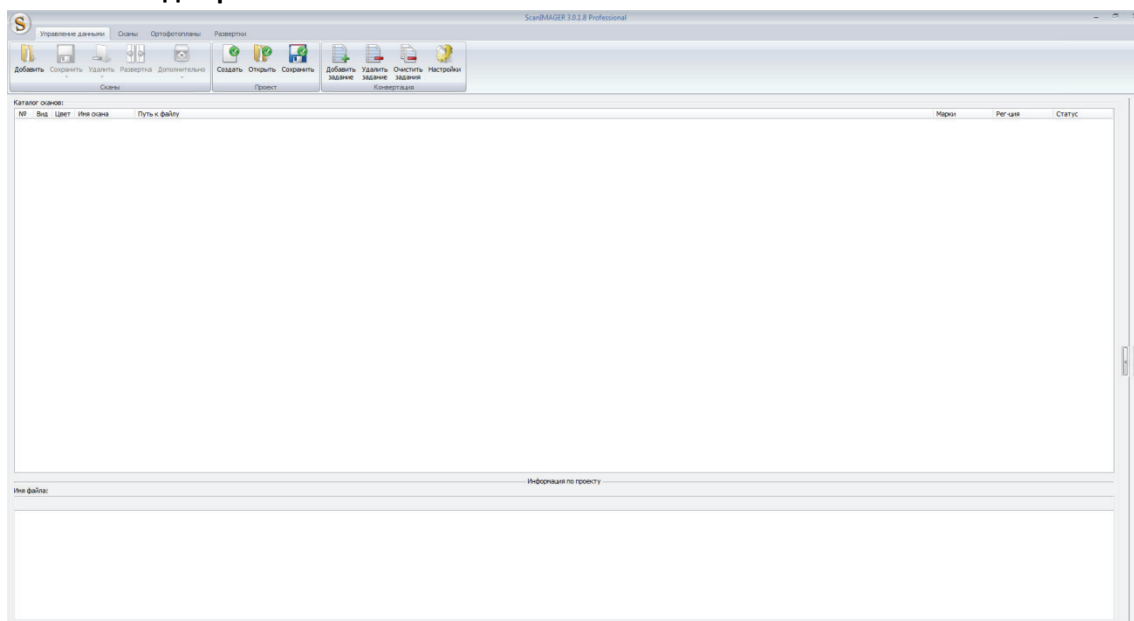 ScanIMAGER 3.0.1.8 Professional
S
Управление данными Сканы Ортофотопланы Развертки
Добавить Сохранить Удалить Развертка Дополнительно Создать Открыть Сохранить Добавить задание Удалить задание Очистить задания Настройки
Сканы Проект Конвертация
Каталог сканов:
№ Вид Цвет Имя скана Путь к файлу Марки Рег-ция Статус
Информация по проекту
Имя файла: